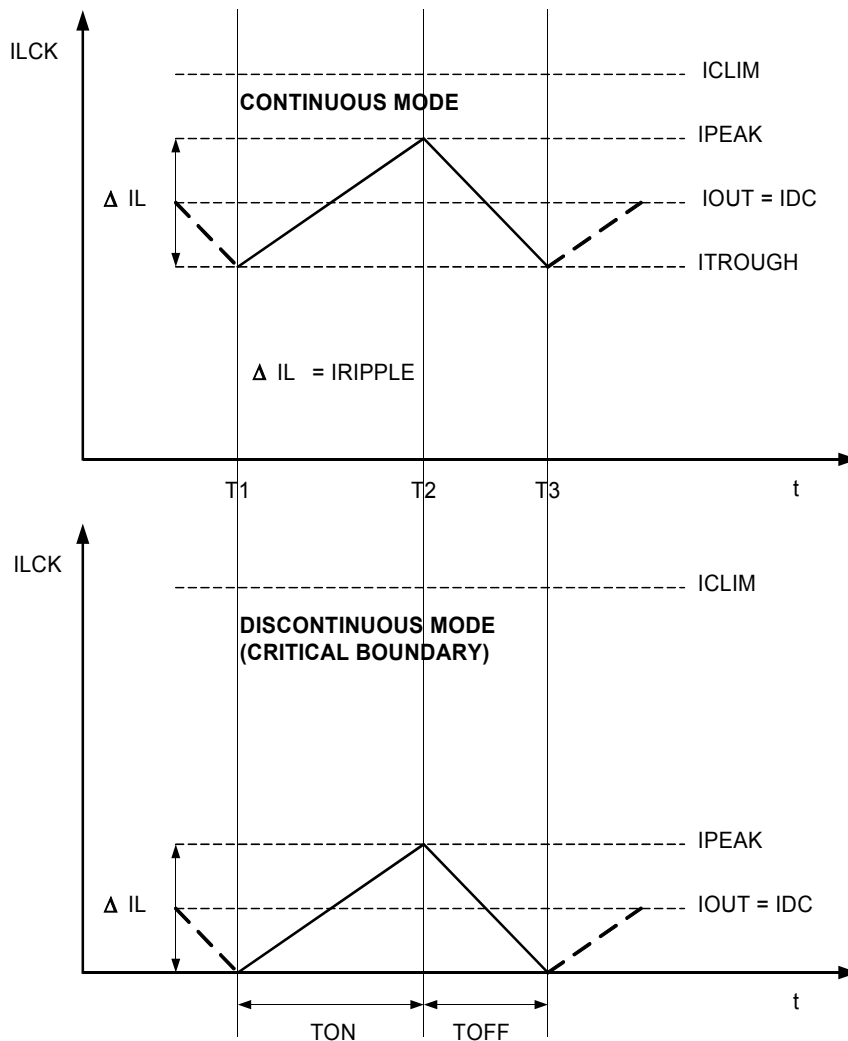 ILCK
ICLIM
CONTINUOUS MODE
IPEAK
Δ IL
IOUT = IDC
ITROUGH
Δ IL = IRIPPLE
T1
T2
T3
t
ILCK
ICLIM
DISCONTINUOUS MODE
(CRITICAL BOUNDARY)
IPEAK
Δ IL
IOUT = IDC
t
TON
TOFF